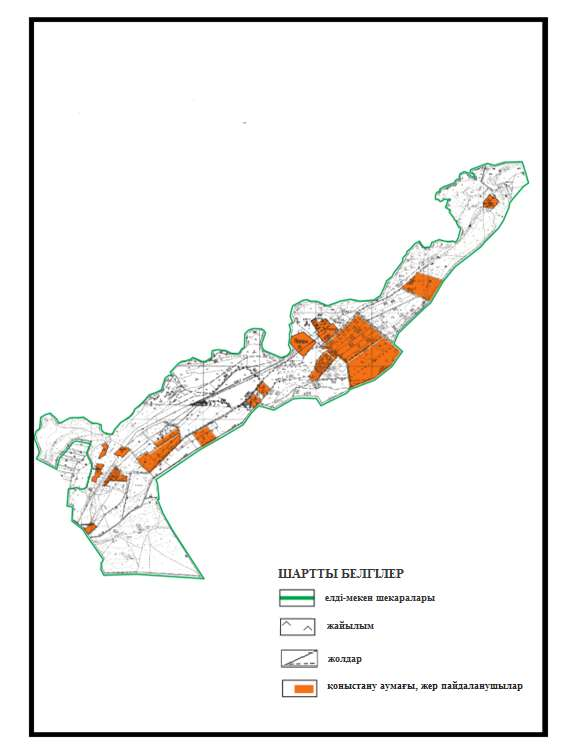 ШАРТТЫ БЕЛГІЛЕР
елді-мекен шекаралары
жайылым
жолдар
қоныстану аумағы, жер пайдаланушылар